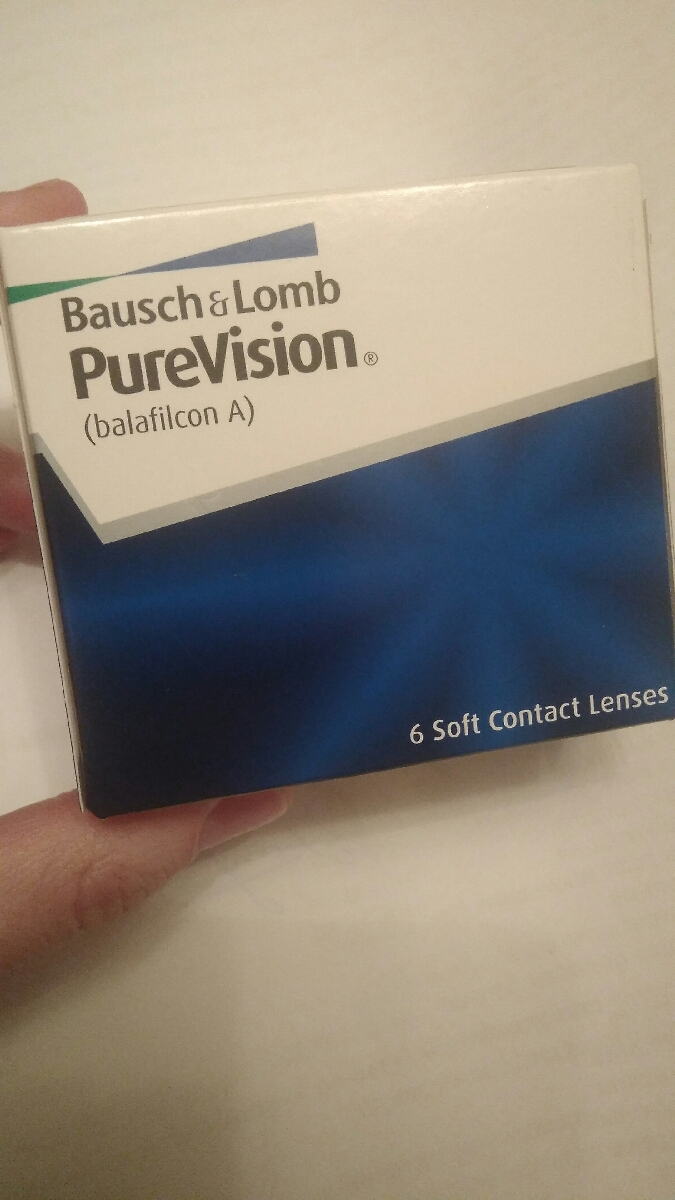 Bausch & Lomb
PureVision®
(balafilcon A)
6 Soft Contact Lenses